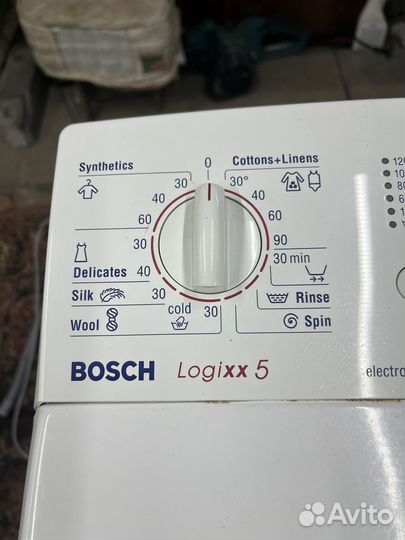 0
Synthetics
Cottons+Linens
30
30°
40
40
60
60
30
90
Delicates
40
30 min
Silk
30
cold
Rinse
Wool
30
Spin
BOSCH
Logixx 5
electro
Avito